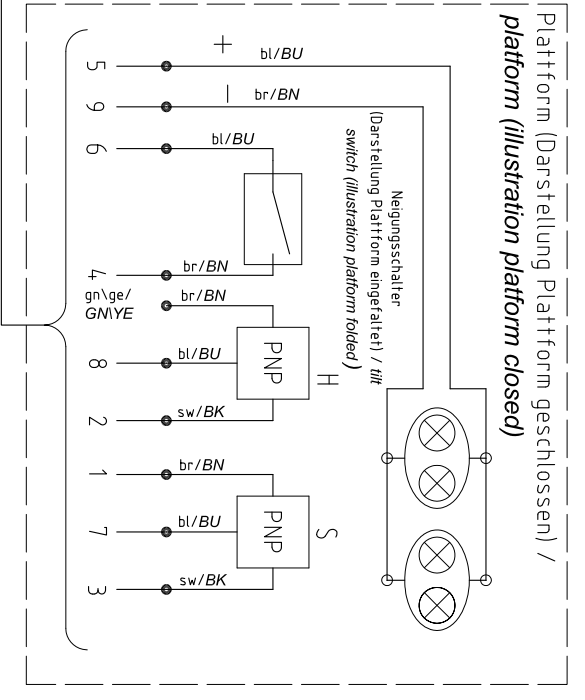 Plattform (Darstellung Plattform geschlossen) /
platform (illustration platform closed)
5 + bl/BU
9 – br/BN
6 bl/BU
Neigungsschalter
(Darstellung Plattform eingefaltet) / tilt
switch (illustration platform folded )
4 br/BN
gn\ge/
GN\YE
br/BN
8 bl/BU
PNP
H
2 sw/BK
1 br/BN
7 bl/BU
PNP
S
3 sw/BK